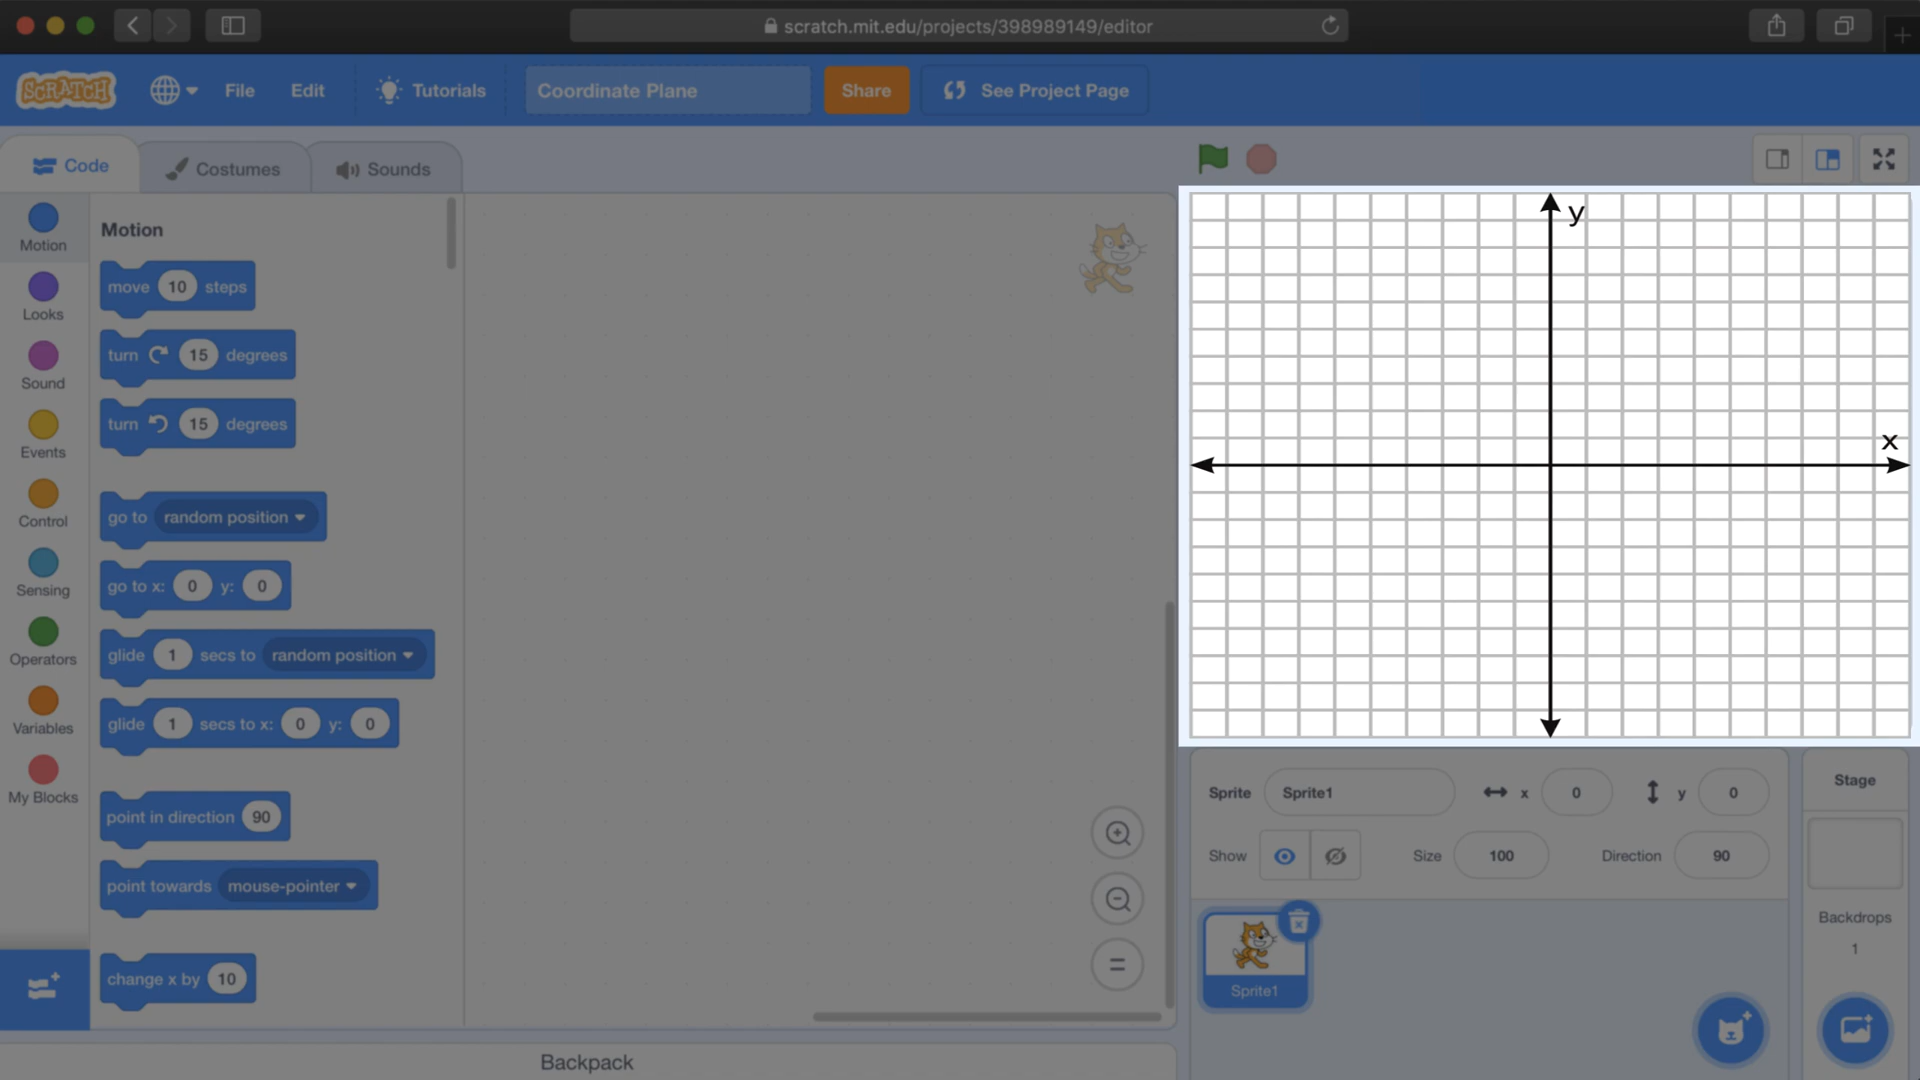 scratch.mit.edu/projects/398989149/editor
SCRATCH File Edit Tutorials Coordinate Plane Share See Project Page
Code Costumes Sounds
Motion
Looks
Sound
Events
Control
Sensing
Operators
Variables
My Blocks
Motion
move 10 steps
turn 15 degrees
turn 15 degrees
go to random position
go to x: 0 y: 0
glide 1 secs to random position
glide 1 secs to x: 0 y: 0
point in direction 90
point towards mouse-pointer
change x by 10
Backpack
y
x
Sprite Sprite1 x 0 y 0
Show Size 100 Direction 90
Sprite1
Stage
Backdrops
1